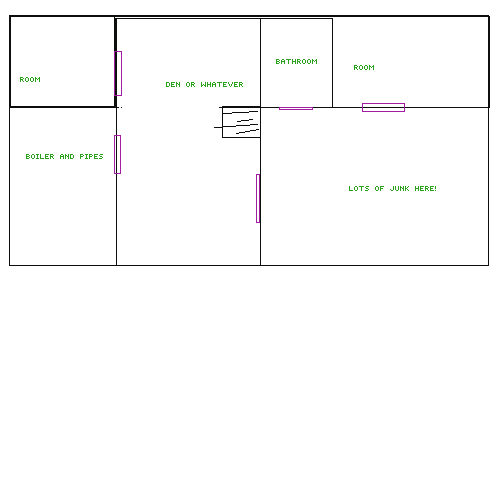 BATHROOM
ROOM
ROOM
DEN OR WHATEVER
BOILER AND PIPES
LOTS OF JUNK HERE!